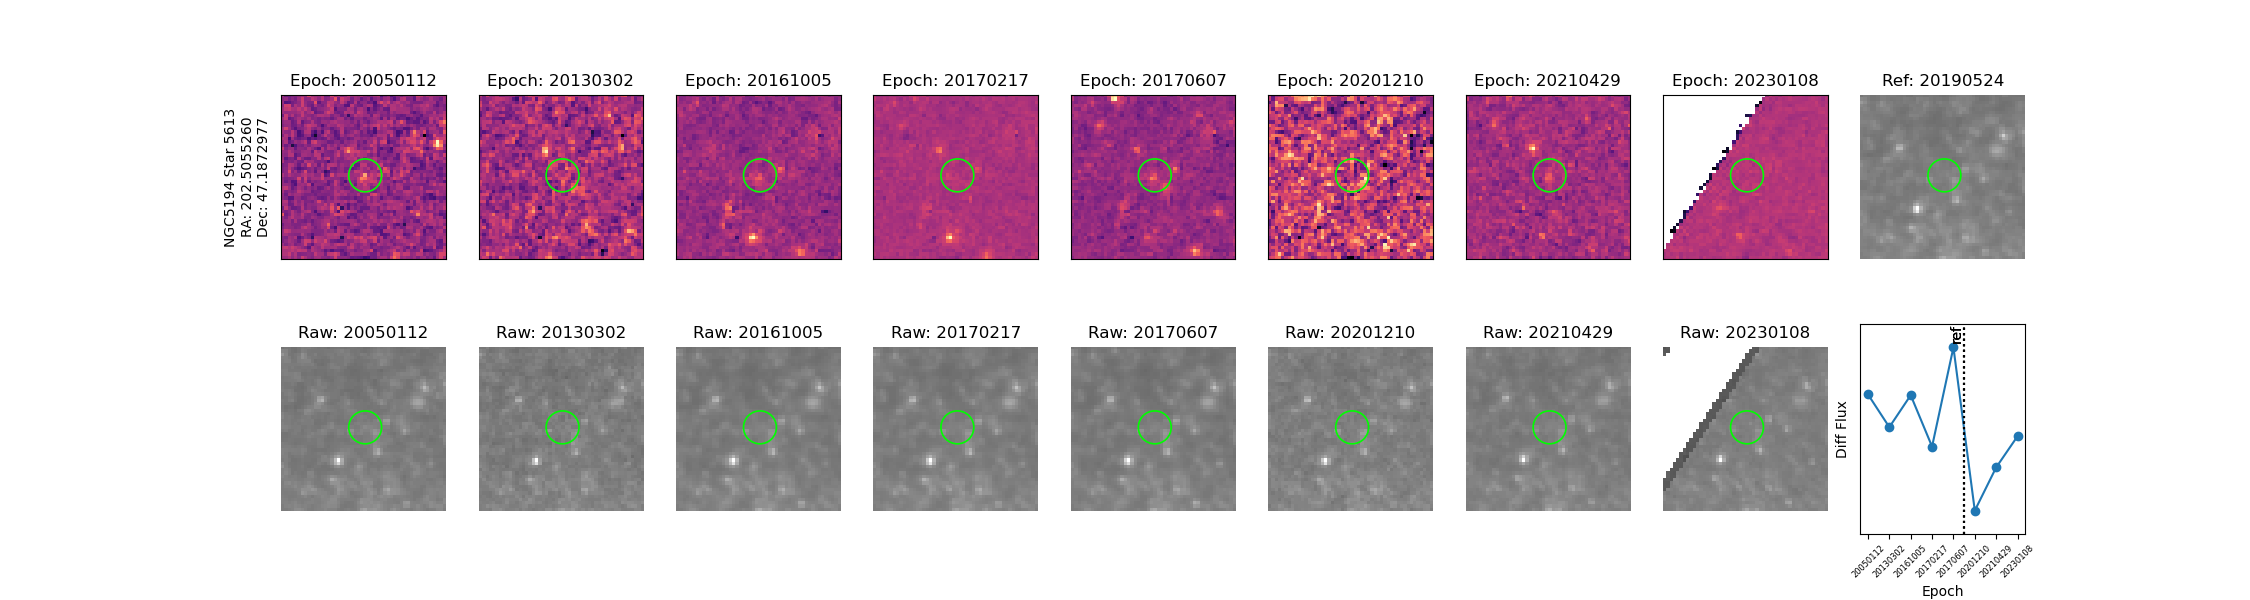 NGC5194 Star 5613
RA: 202.5055260
Dec: 47.1872977
Epoch: 20050112
Epoch: 20130302
Epoch: 20161005
Epoch: 20170217
Epoch: 20170607
Epoch: 20201210
Epoch: 20210429
Epoch: 20230108
Ref: 20190524
Raw: 20050112
Raw: 20130302
Raw: 20161005
Raw: 20170217
Raw: 20170607
Raw: 20201210
Raw: 20210429
Raw: 20230108
ref
Diff Flux
20050112
20130302
20161005
20170217
20170607
20201210
20210429
20230108
Epoch